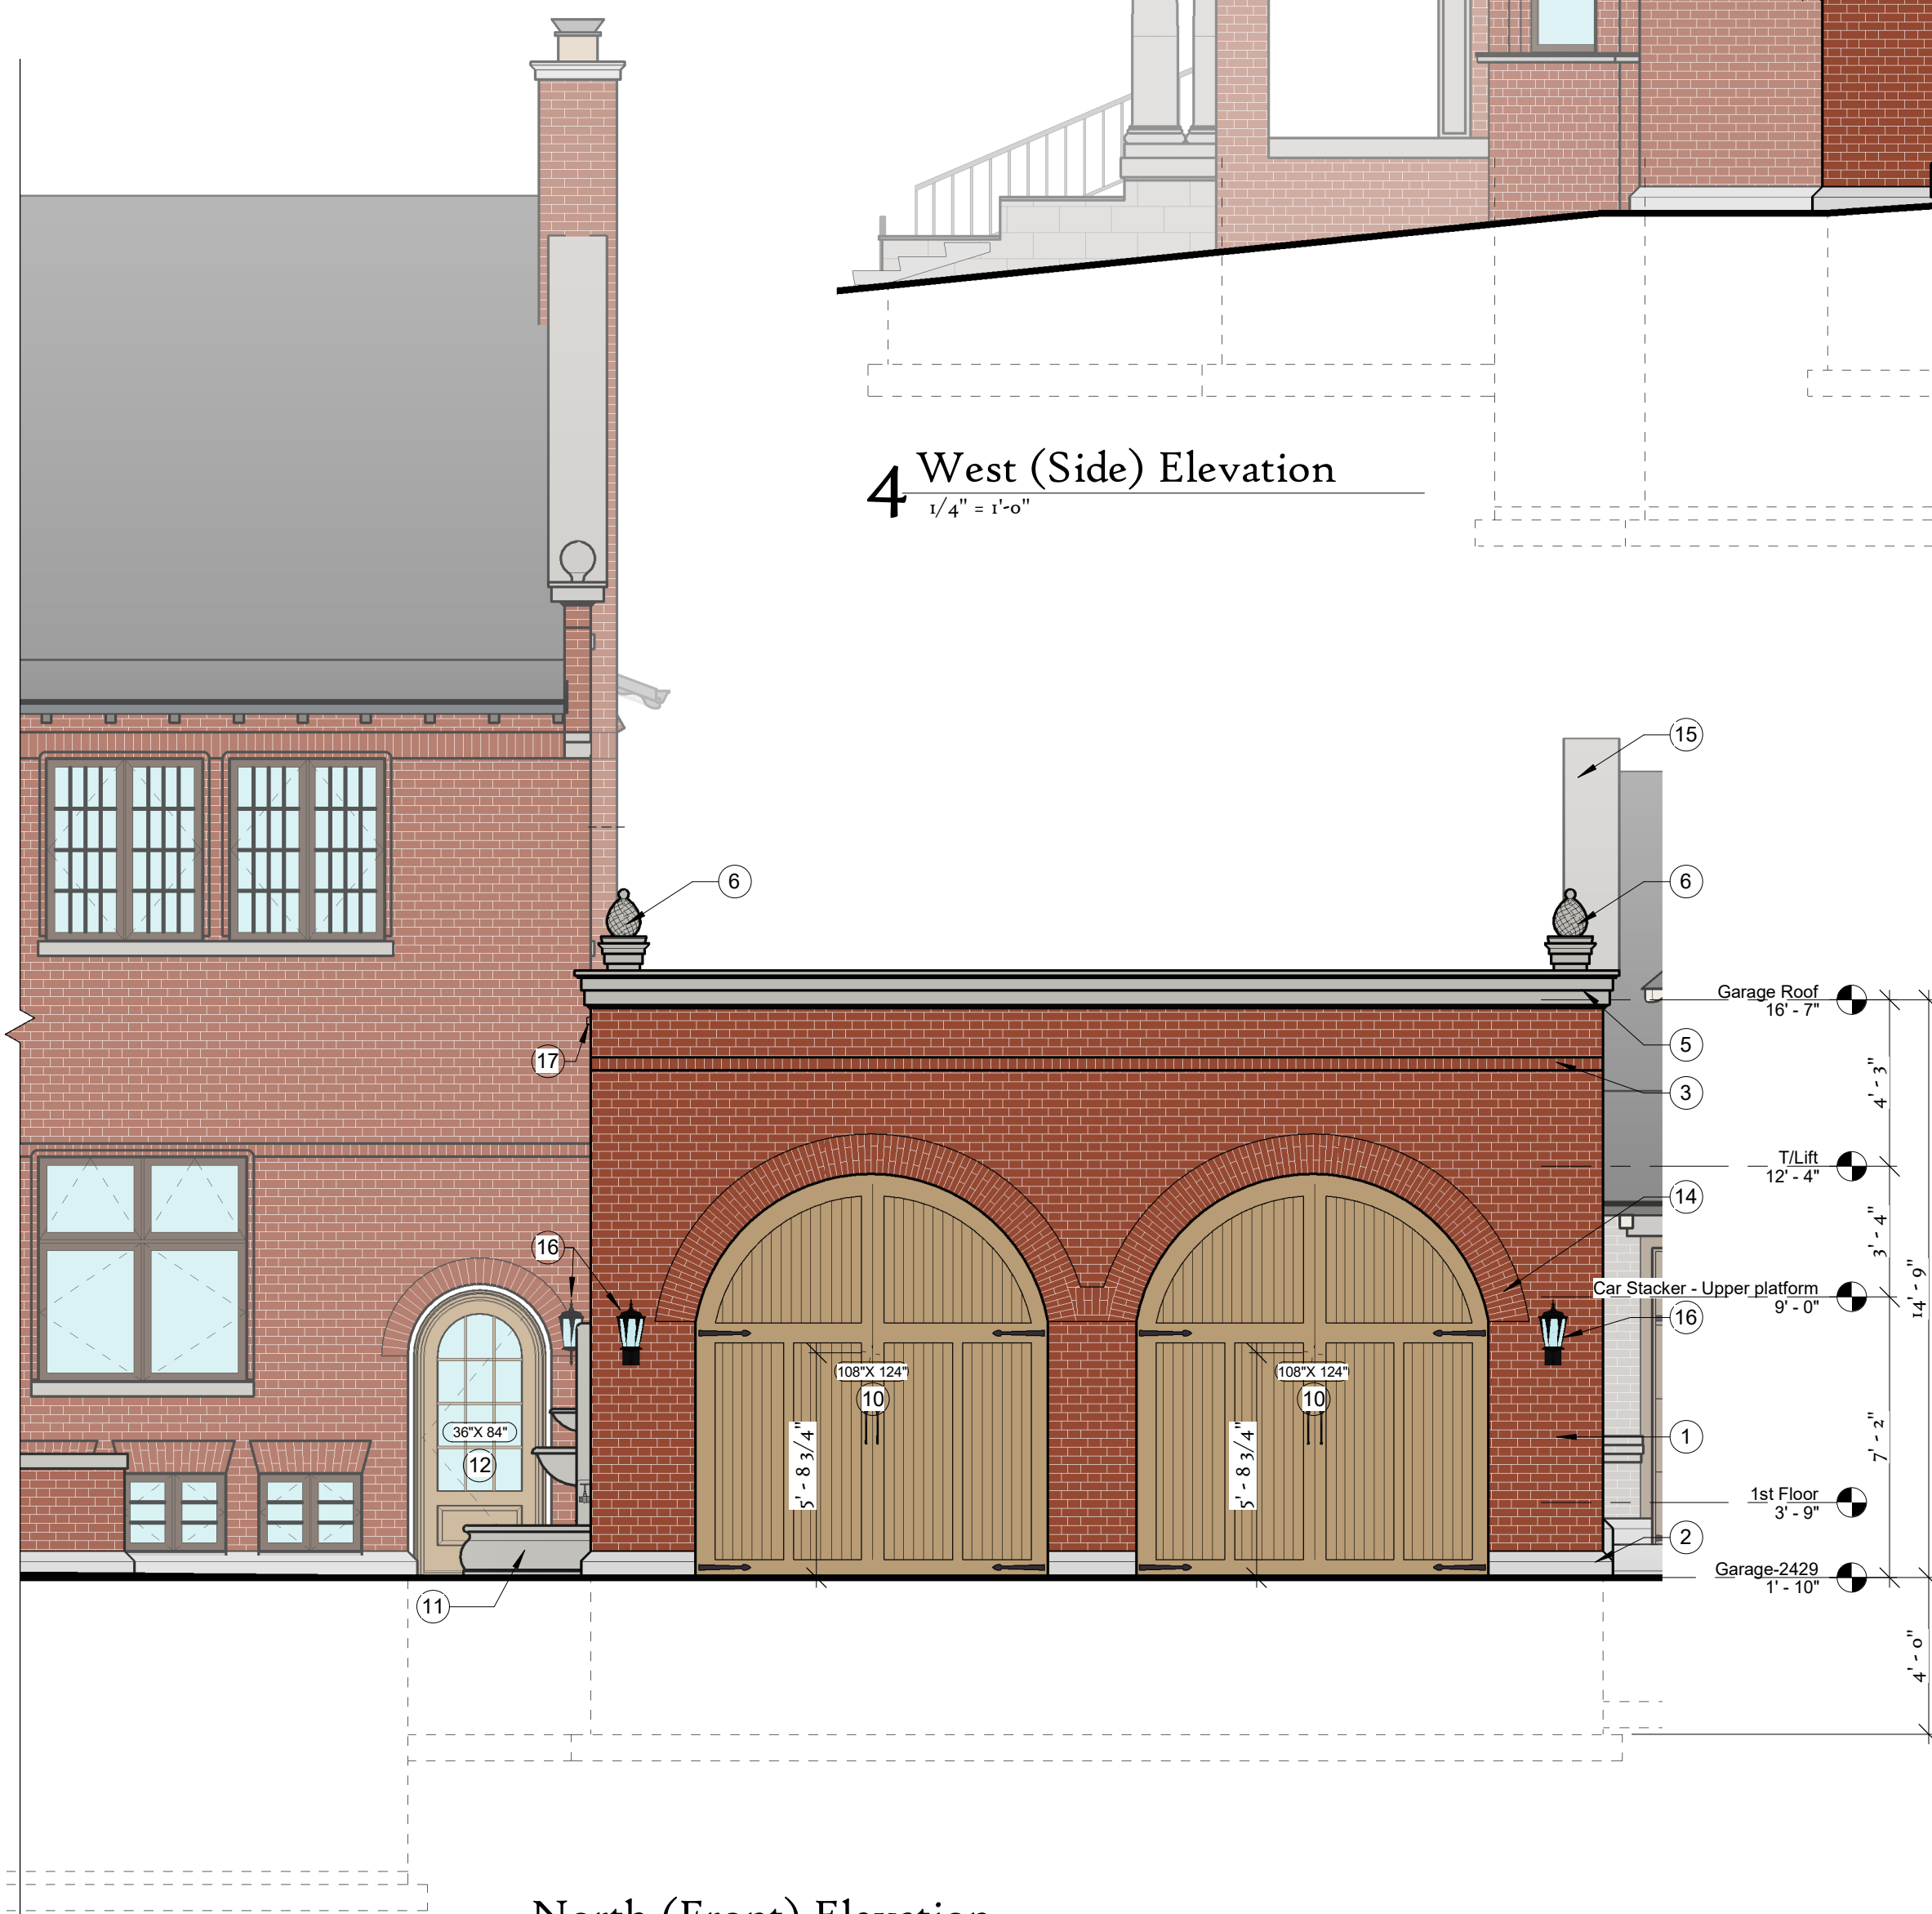 4 West (Side) Elevation
1/4" = 1'-0"
15
6
6
Garage Roof
16' - 7"
17
5
3
4' - 3"
T/Lift
12' - 4"
14
3' - 4"
16
Car Stacker - Upper platform
9' - 0"
16
14' - 9"
108"X 124"
10
108"X 124"
10
36"X 84"
12
5' - 8 3/4"
5' - 8 3/4"
1
7' - 2"
1st Floor
3' - 9"
2
Garage-2429
1' - 10"
11
4' - 0"
North (Front) Elevation